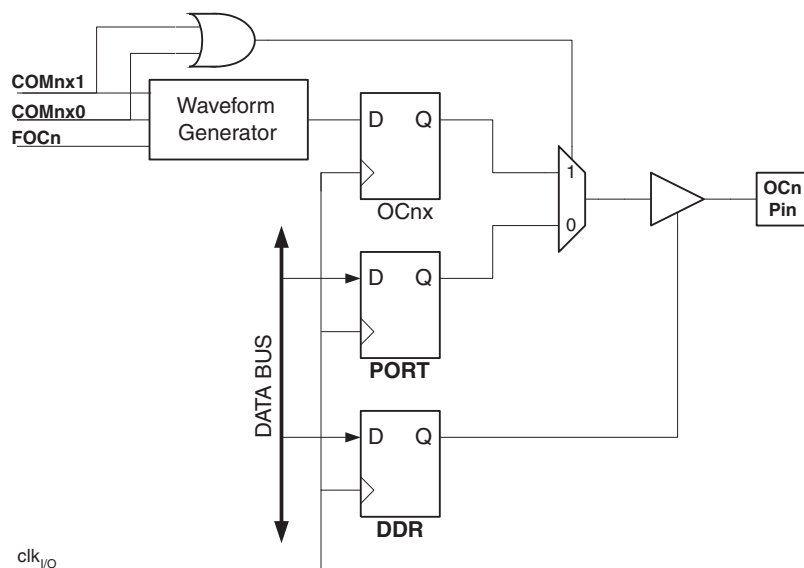 COMnx1
COMnx0
FOCn
Waveform
Generator
D Q
OCnx
1
0
OCn
Pin
D Q
PORT
D Q
DDR
DATA BUS
clkI/O